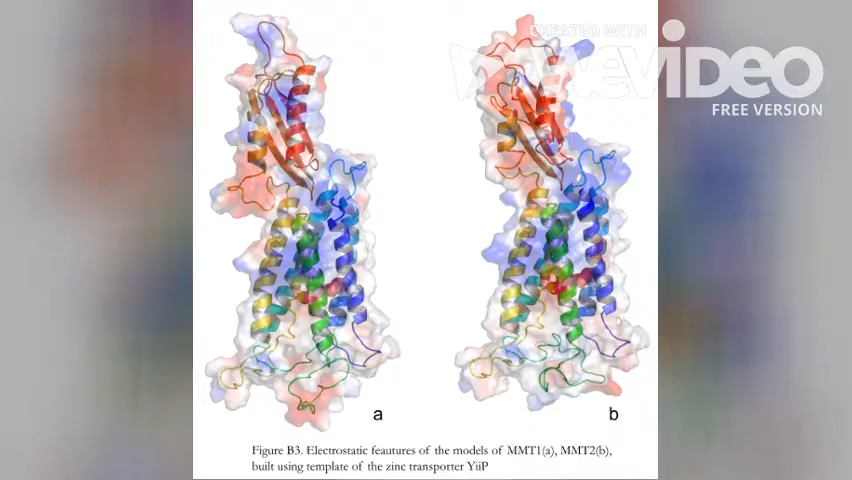 CREATED WITH
WeVideo
FREE VERSION
a
b
Figure B3. Electrostatic feautures of the models of MMT1(a), MMT2(b),
built using template of the zinc transporter YiiP